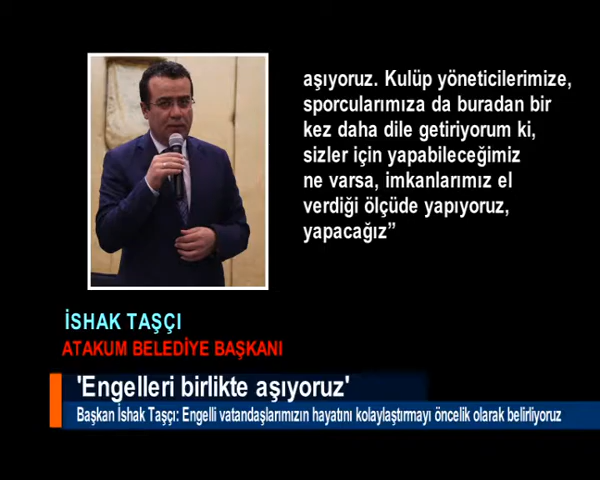 aşıyoruz. Kulüp yöneticilerimize,
sporcularımıza da buradan bir
kez daha dile getiriyorum ki,
sizler için yapabileceğimiz
ne varsa, imkanlarımız el
verdiği ölçüde yapıyoruz,
yapacağız”
İSHAK TAŞÇI
ATAKUM BELEDİYE BAŞKANI
'Engelleri birlikte aşıyoruz'
Başkan İshak Taşçı: Engelli vatandaşlarımızın hayatını kolaylaştırmayı öncelik olarak belirliyoruz